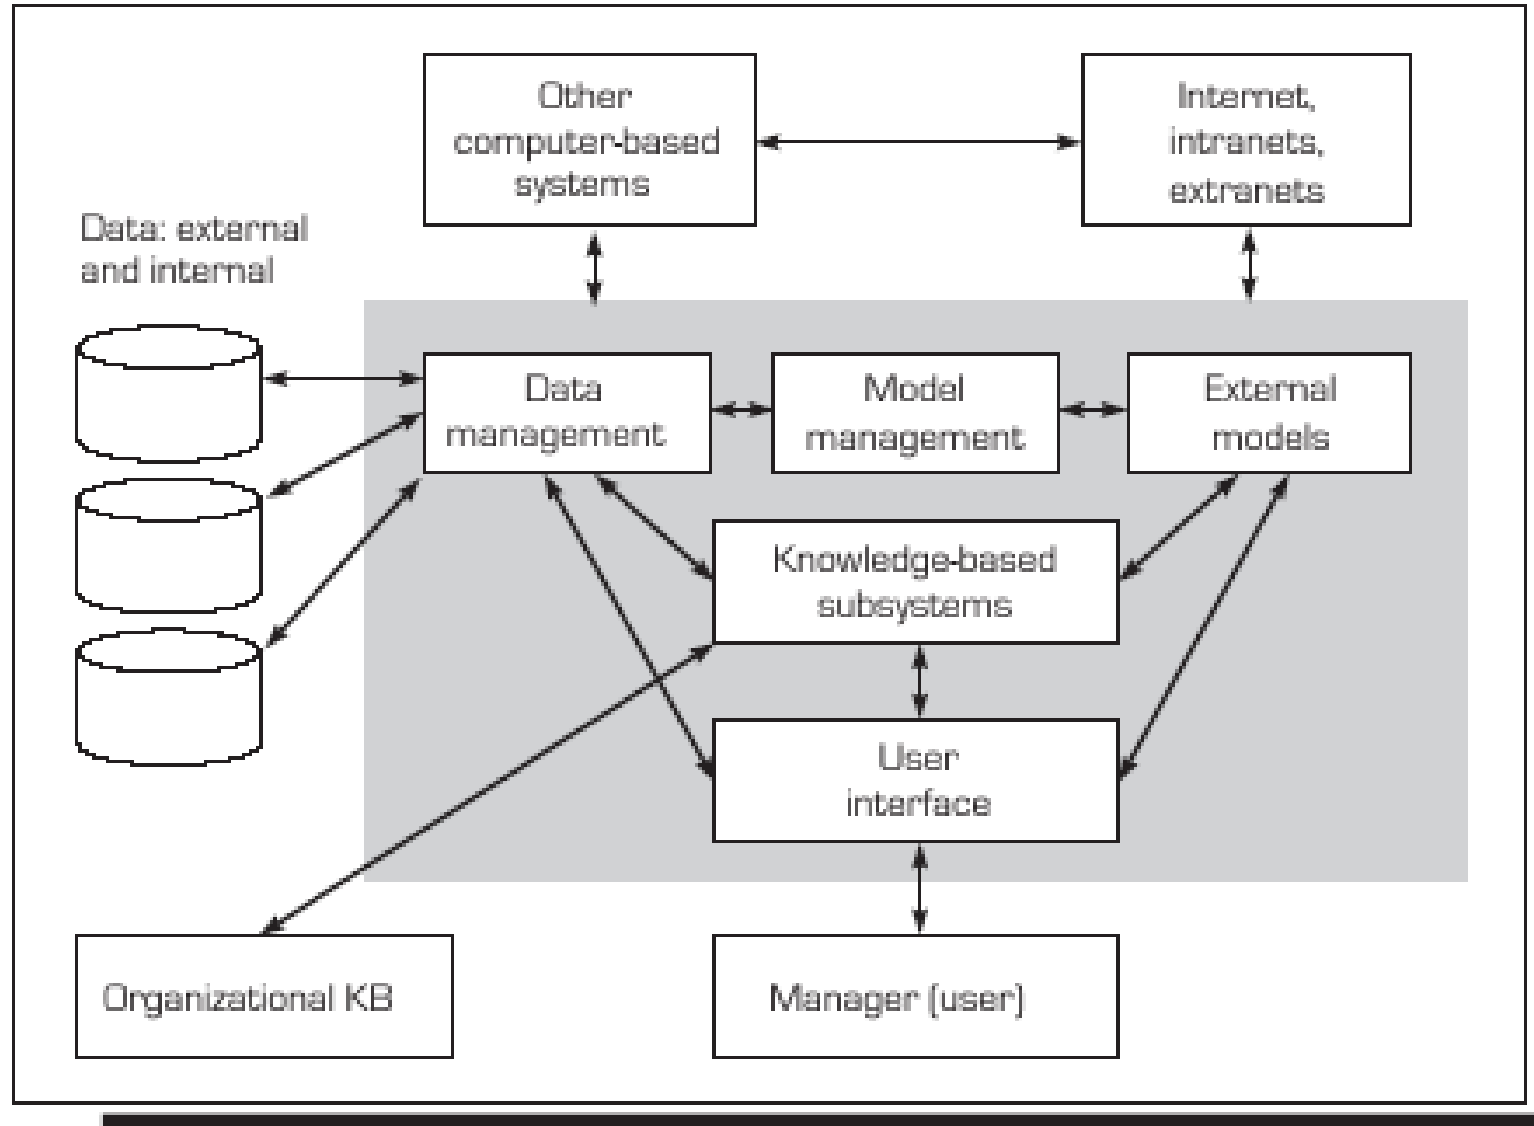 Other
computer-based
systems
Internet,
intranets,
extranets
Data: external
and internal
Data
management
Model
management
External
models
Knowledge-based
subsystems
User
interface
Organizational KB
Manager (user)